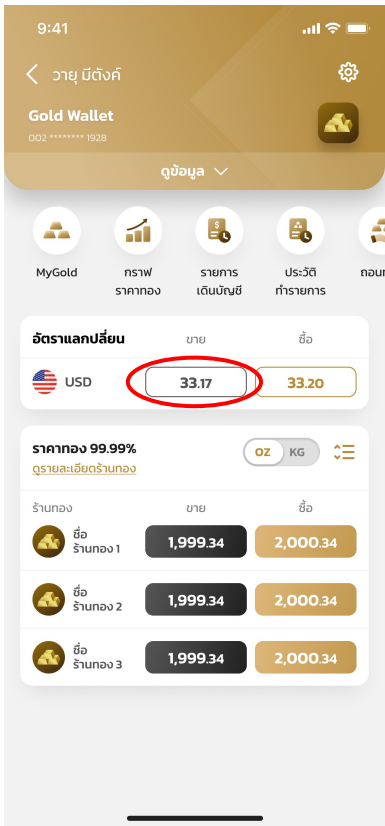 9:41
วายุ มีตังค์
Gold Wallet
002 ******** 1928
ดูข้อมูล
MyGold
กราฟ
ราคาทอง
รายการ
เดินบัญชี
ประวัติ
ทำรายการ
อัตราแลกเปลี่ยน ขาย ซื้อ
USD 33.17 33.20
ราคาทอง 99.99% OZ KG
ดูรายละเอียดร้านทอง
ร้านทอง ขาย ซื้อ
ชื่อ
ร้านทอง 1 1,999.34 2,000.34
ชื่อ
ร้านทอง 2 1,999.34 2,000.34
ชื่อ
ร้านทอง 3 1,999.34 2,000.34